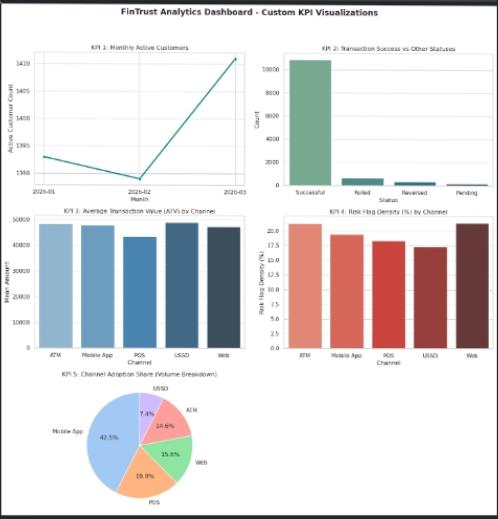 FinTrust Analytics Dashboard - Custom KPI Visualizations
KPI 1: Monthly Active Customers
Active Customer Count
1410
1405
1400
1395
1390
2026-01
2026-02
2026-03
Month
KPI 2: Transaction Success vs Other Statuses
Count
10000
8000
6000
4000
2000
0
Successful
Failed
Reversed
Pending
Status
KPI 3: Average Transaction Value (ATV) by Channel
Mean Amount
50000
40000
30000
20000
10000
0
ATM
Mobile App
POS
USSD
Web
Channel
KPI 4: Risk Flag Density (%) by Channel
Risk Flag Density (%)
20.0
17.5
15.0
12.5
10.0
7.5
5.0
2.5
0.0
ATM
Mobile App
POS
USSD
Web
Channel
KPI 5: Channel Adoption Share (Volume Breakdown)
USSD
7.4%
ATM
14.6%
Mobile App
42.5%
Web
15.6%
19.9%
POS